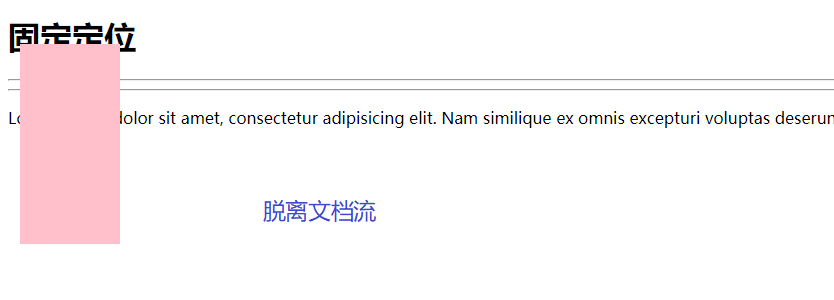 固定定位
Lo dolor sit amet, consectetur adipisicing elit. Nam similique ex omnis excepturi voluptas deserun
脱离文档流